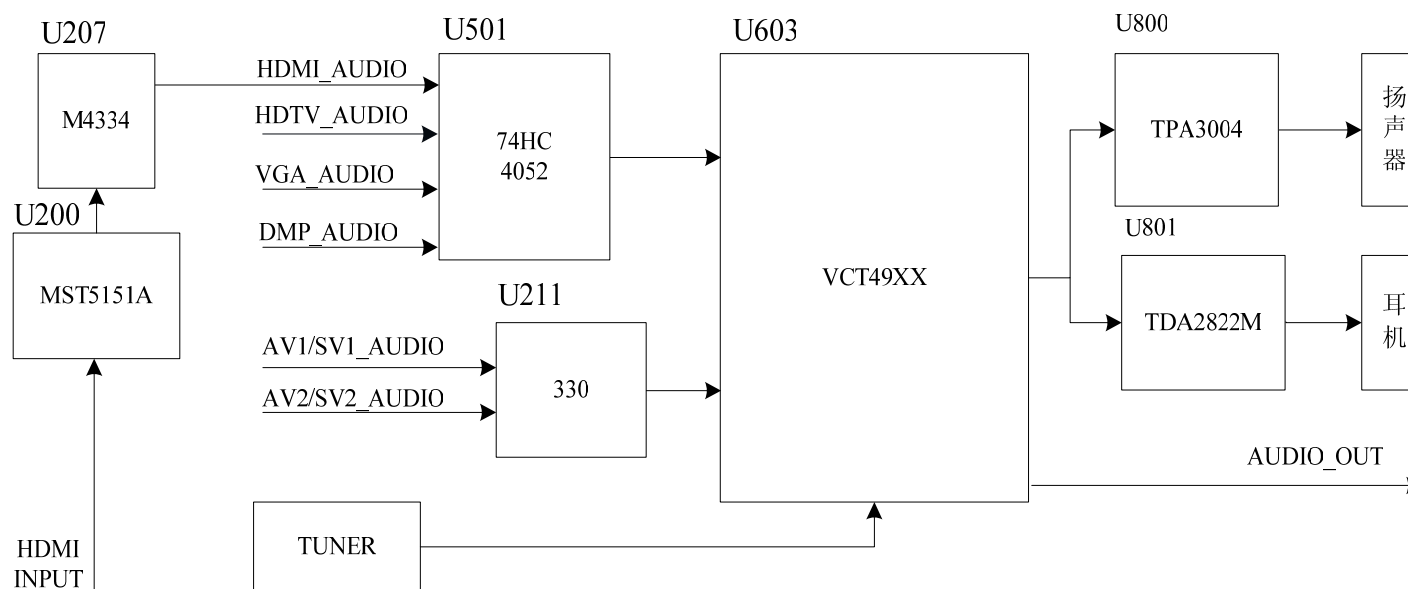 U207
M4334
U200
MST5151A
HDMI
INPUT
HDMI_AUDIO
HDTV_AUDIO
VGA_AUDIO
DMP_AUDIO
U501
74HC
4052
AV1/SV1_AUDIO
AV2/SV2_AUDIO
U211
330
TUNER
U603
VCT49XX
U800
TPA3004
扬
声
器
U801
TDA2822M
耳
机
AUDIO_OUT